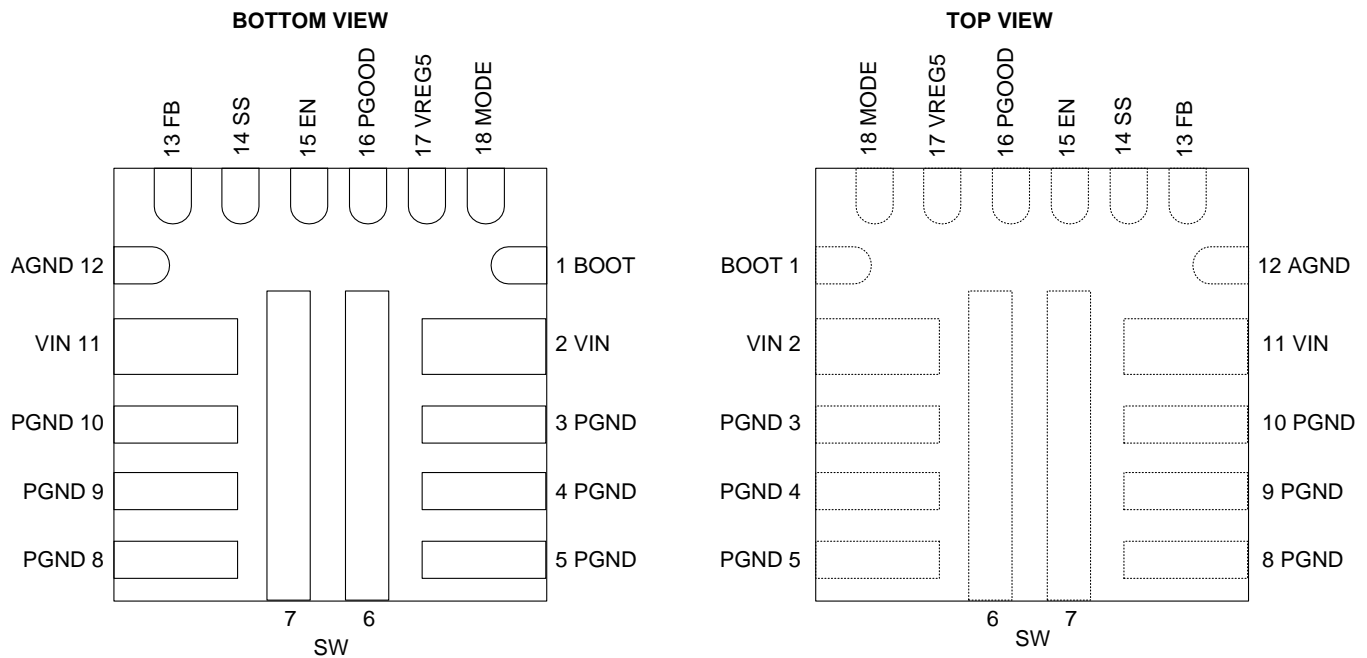 BOTTOM VIEW
13 FB
14 SS
15 EN
16 PGOOD
17 VREG5
18 MODE
AGND 12
1 BOOT
VIN 11
2 VIN
PGND 10
3 PGND
PGND 9
4 PGND
PGND 8
5 PGND
7
6
SW
TOP VIEW
18 MODE
17 VREG5
16 PGOOD
15 EN
14 SS
13 FB
BOOT 1
12 AGND
VIN 2
11 VIN
PGND 3
10 PGND
PGND 4
9 PGND
PGND 5
8 PGND
6
7
SW